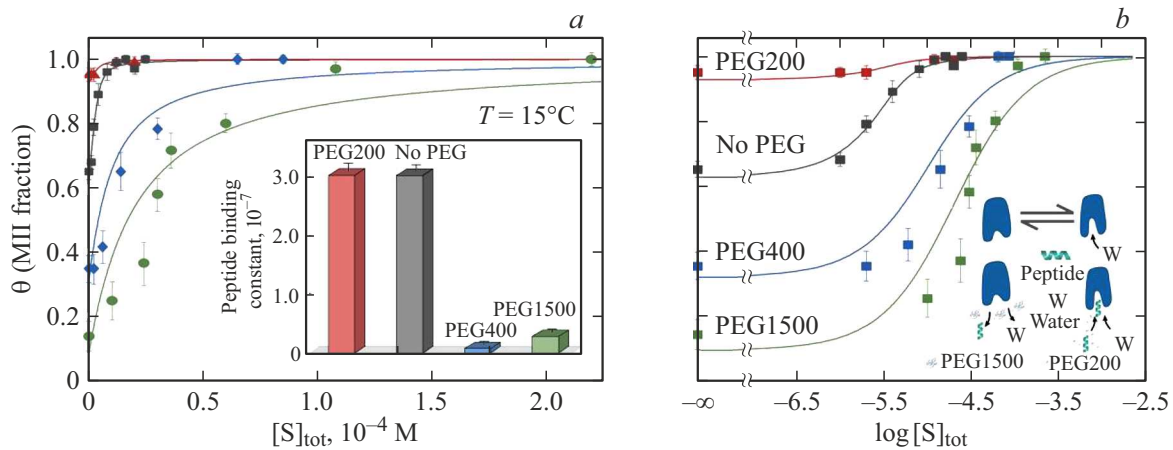 a
1.0
0.8
0.6
0.4
0.2
0
θ (MII fraction)
0
0.5
1.0
1.5
2.0
[S]tot, 10⁻⁴ M
T = 15°C
Peptide binding
constant, 10⁻⁷
3.0
2.0
1.0
0
PEG200
No PEG
PEG400
PEG1500
b
PEG200
No PEG
PEG400
PEG1500
W
Peptide
W
W
Water
W
PEG1500
PEG200
−∞
−6.5
−5.5
−4.5
−3.5
−2.5
log [S]tot